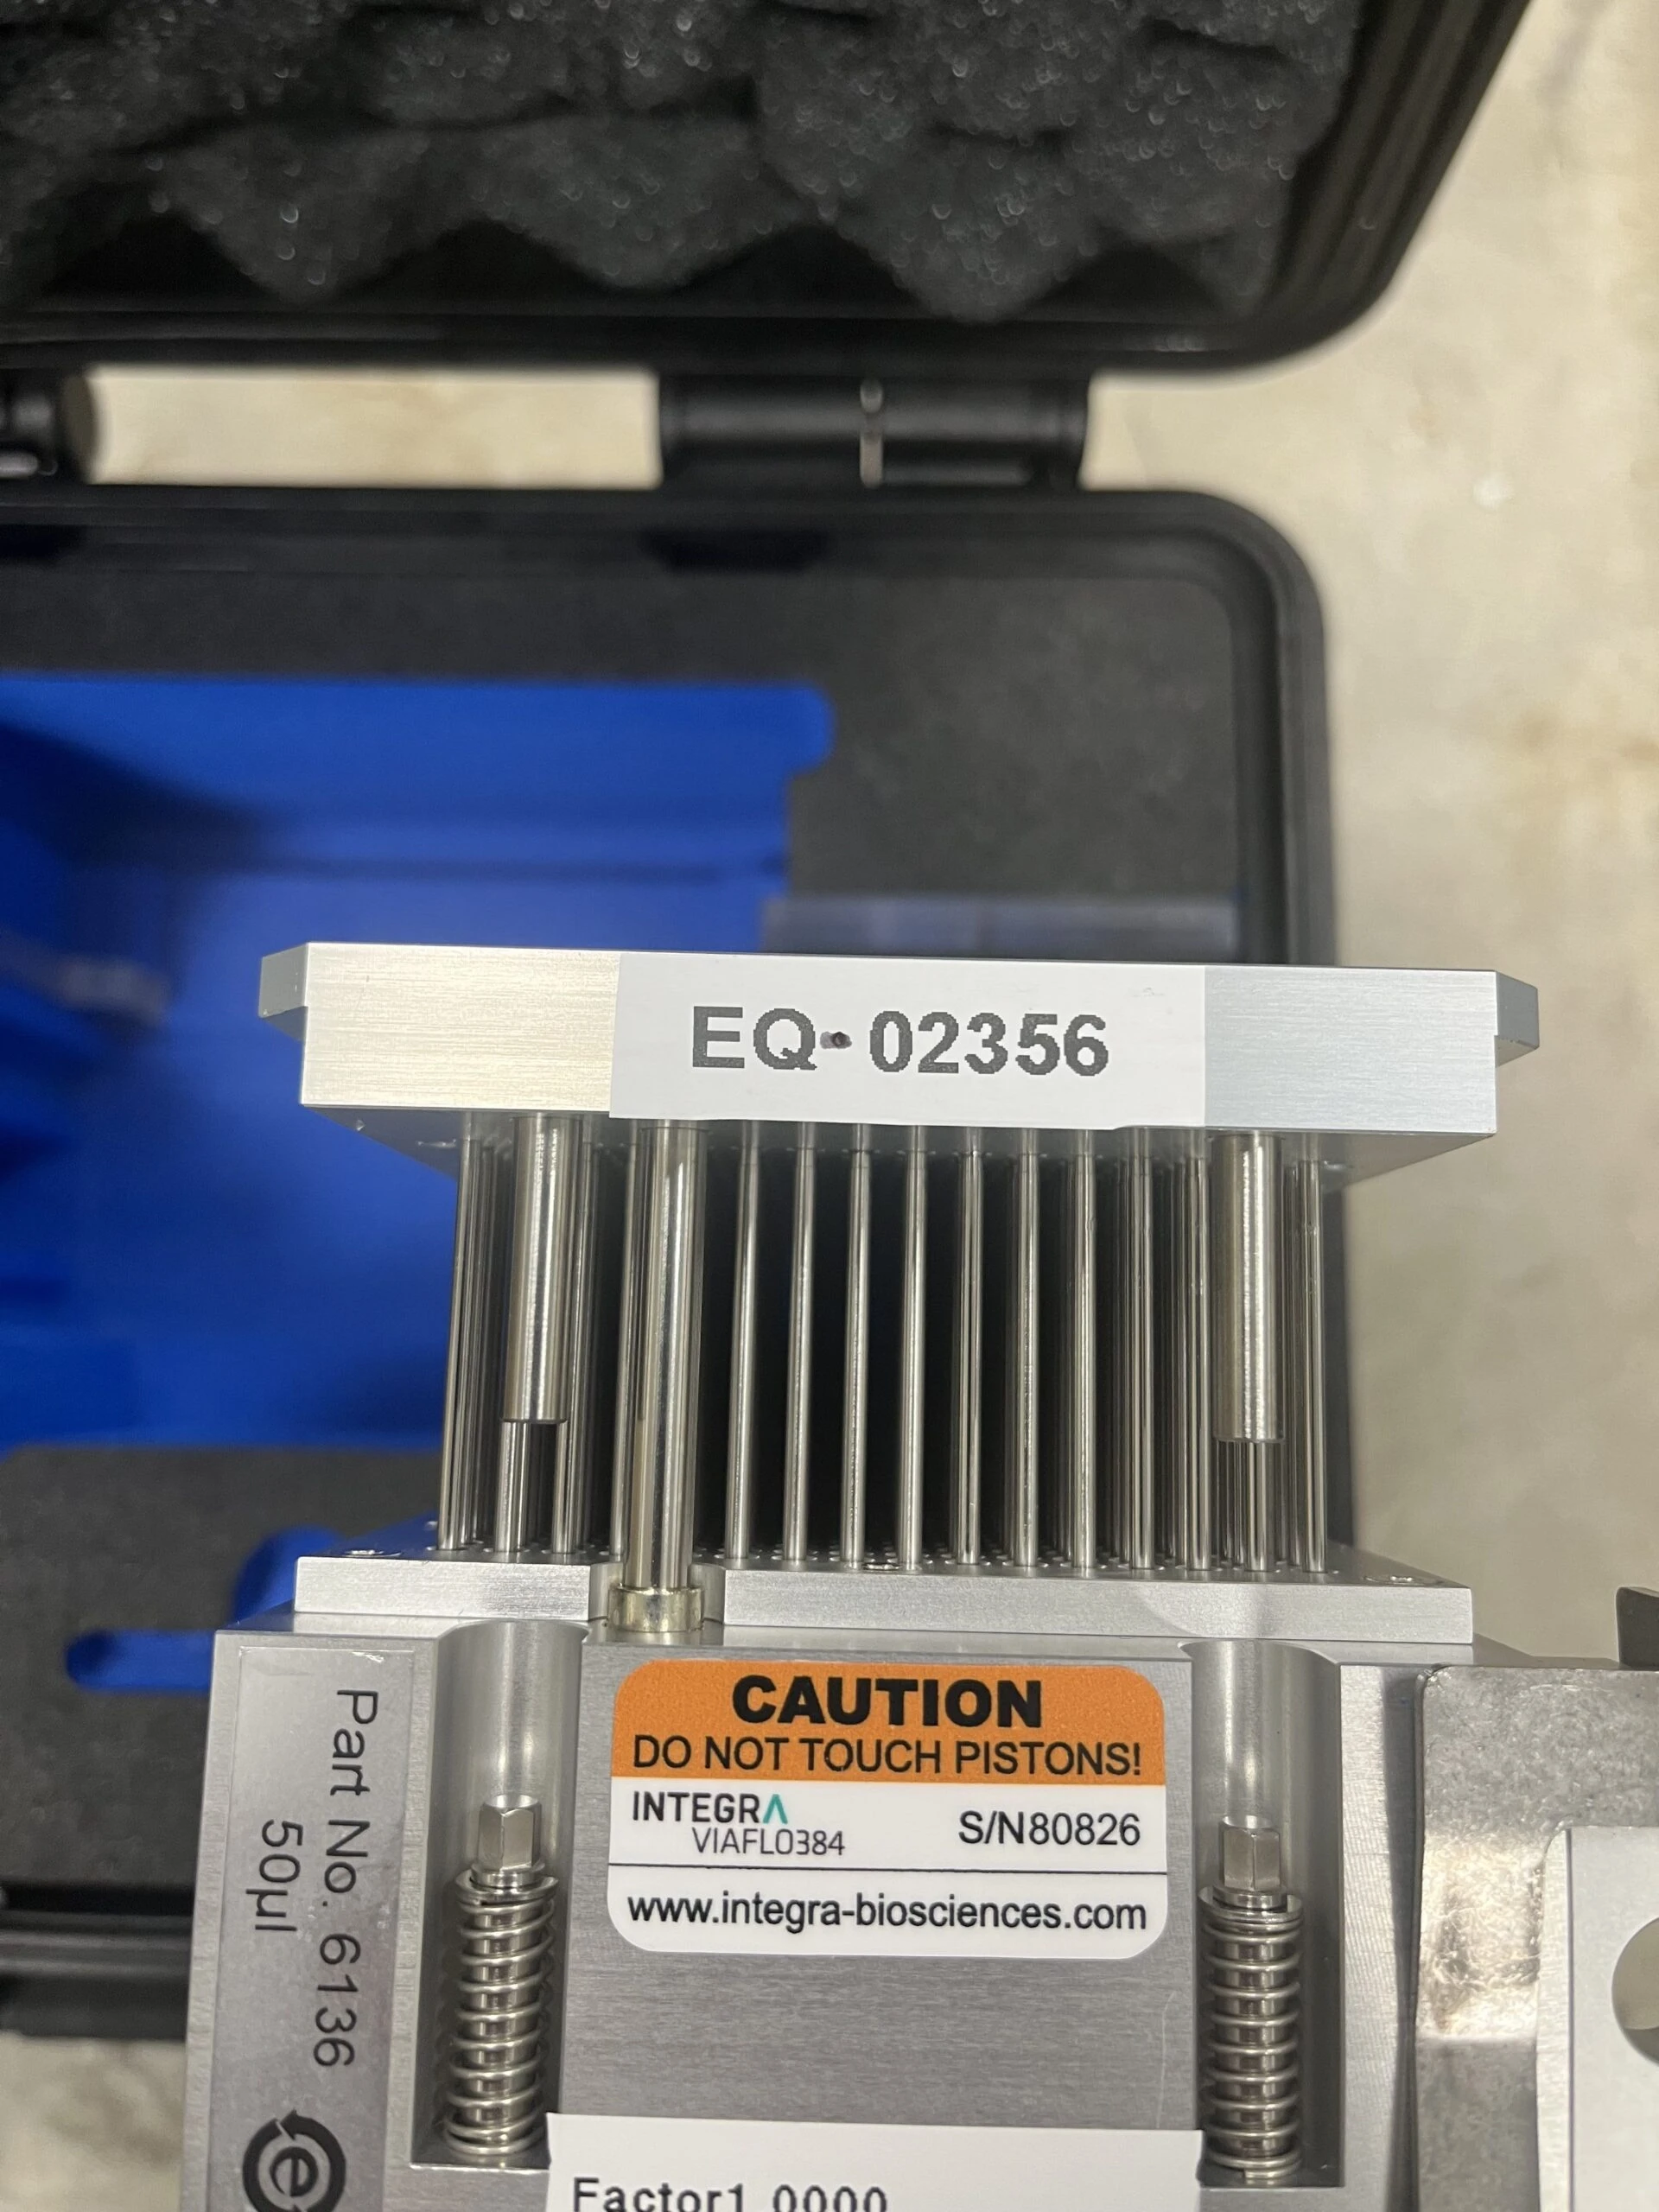 EQ-02356
CAUTION
DO NOT TOUCH PISTONS!
INTEGRA
VIAFLO384
S/N80826
www.integra-biosciences.com
Part No. 6136
50µl
e
Factor1 0000